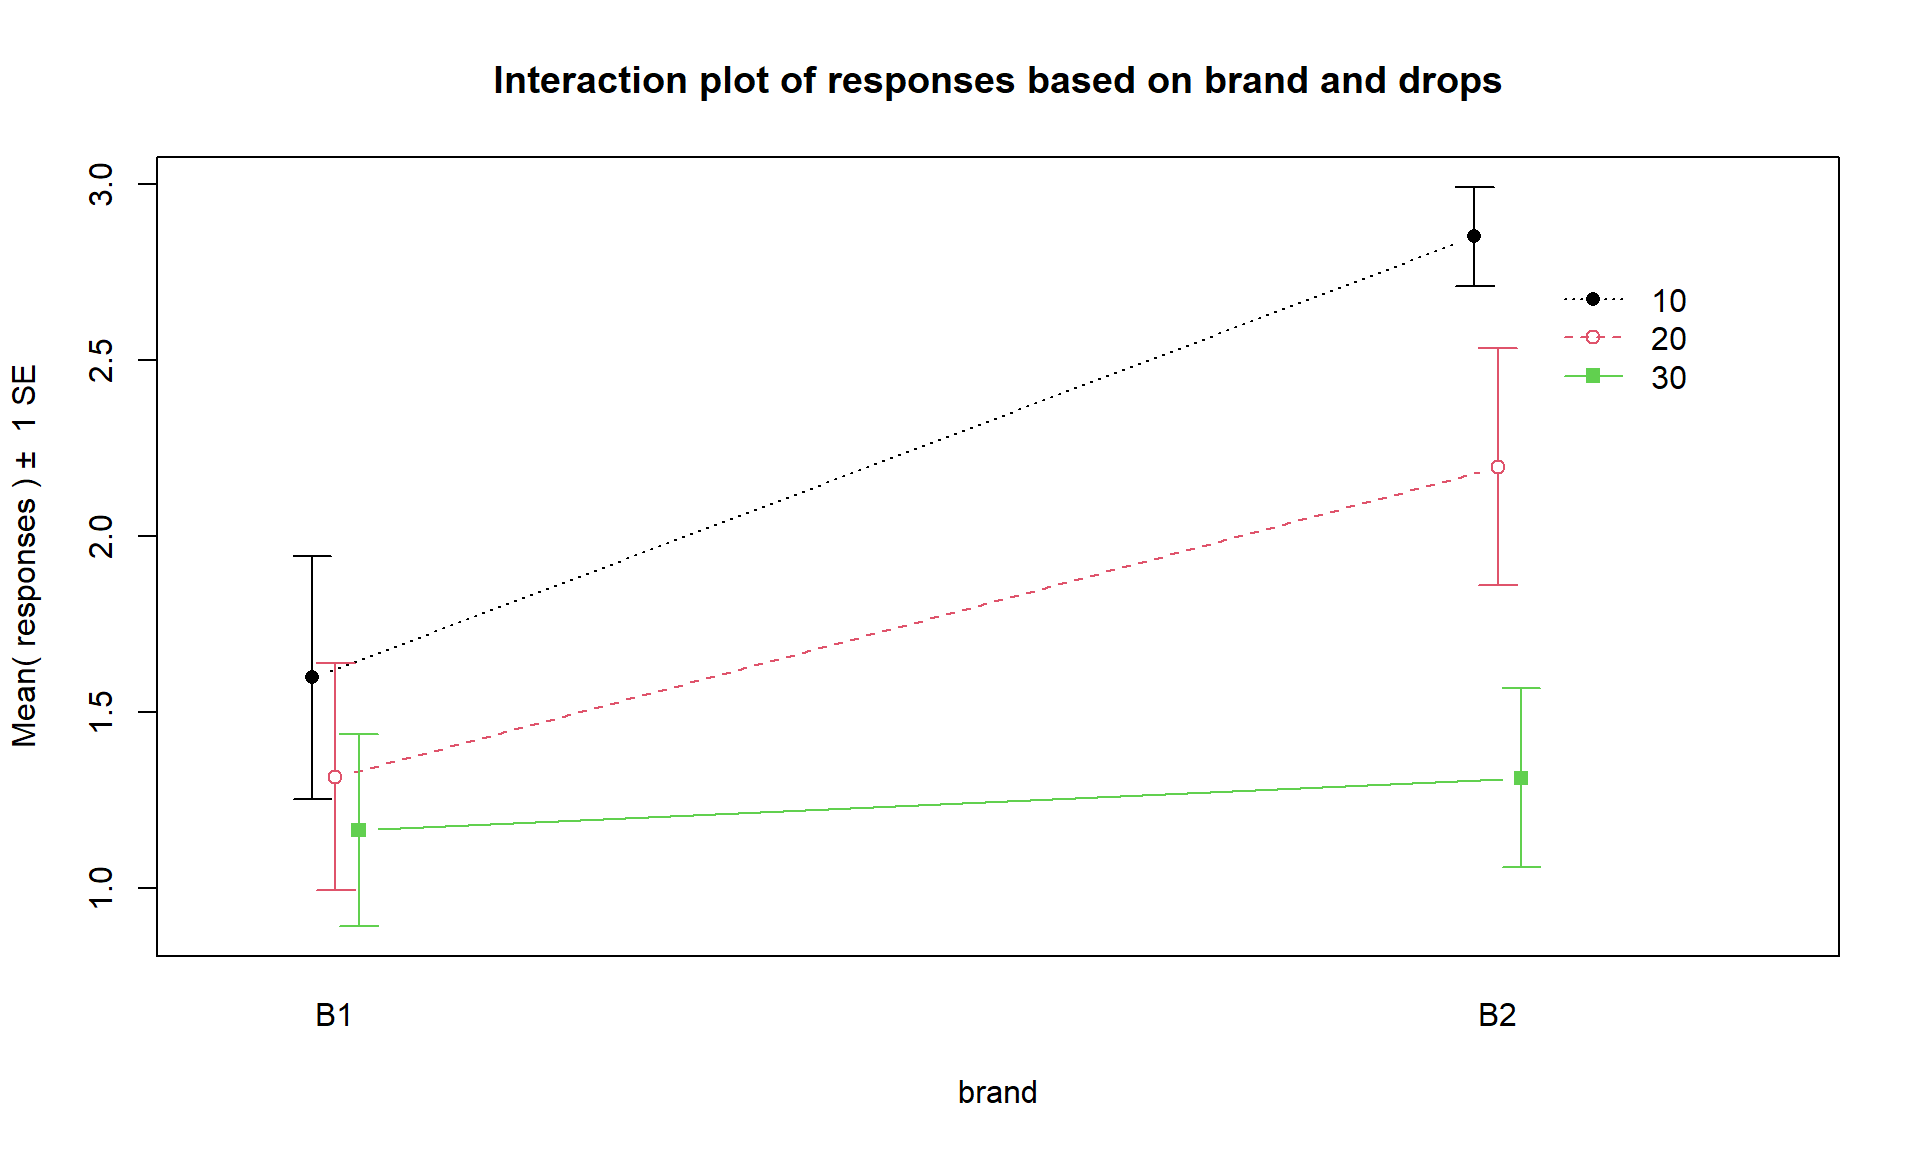 Interaction plot of responses based on brand and drops
Mean( responses ) ± 1 SE
3.0
2.5
2.0
1.5
1.0
10
20
30
B1
B2
brand